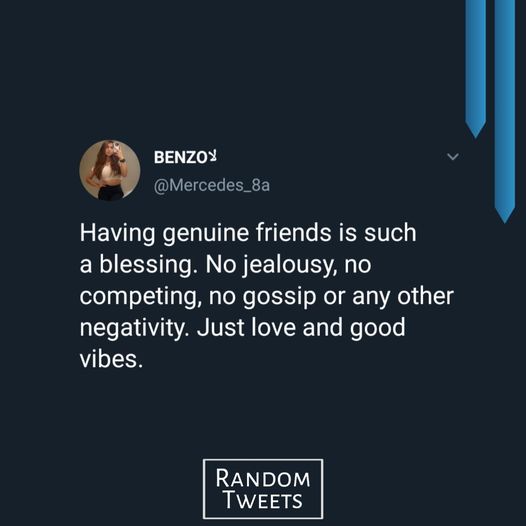 BENZO
@Mercedes_8a
Having genuine friends is such
a blessing. No jealousy, no
competing, no gossip or any other
negativity. Just love and good
vibes.
RANDOM
TWEETS